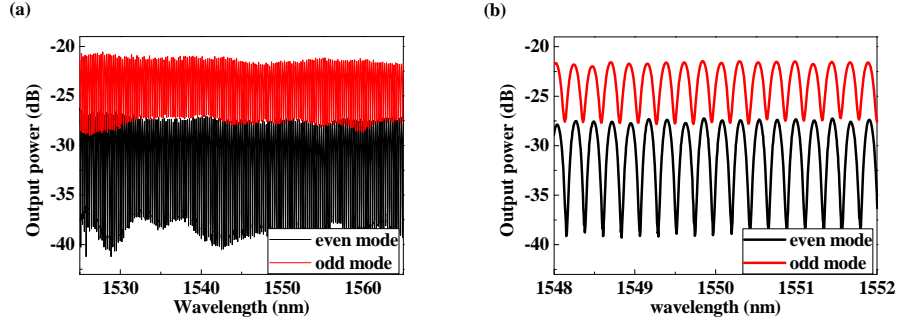 (a)
-20
-25
-30
-35
-40
Output power (dB)
even mode
odd mode
1530 1540 1550 1560
Wavelength (nm)
(b)
-20
-25
-30
-35
-40
Output power (dB)
even mode
odd mode
1548 1549 1550 1551 1552
wavelength (nm)